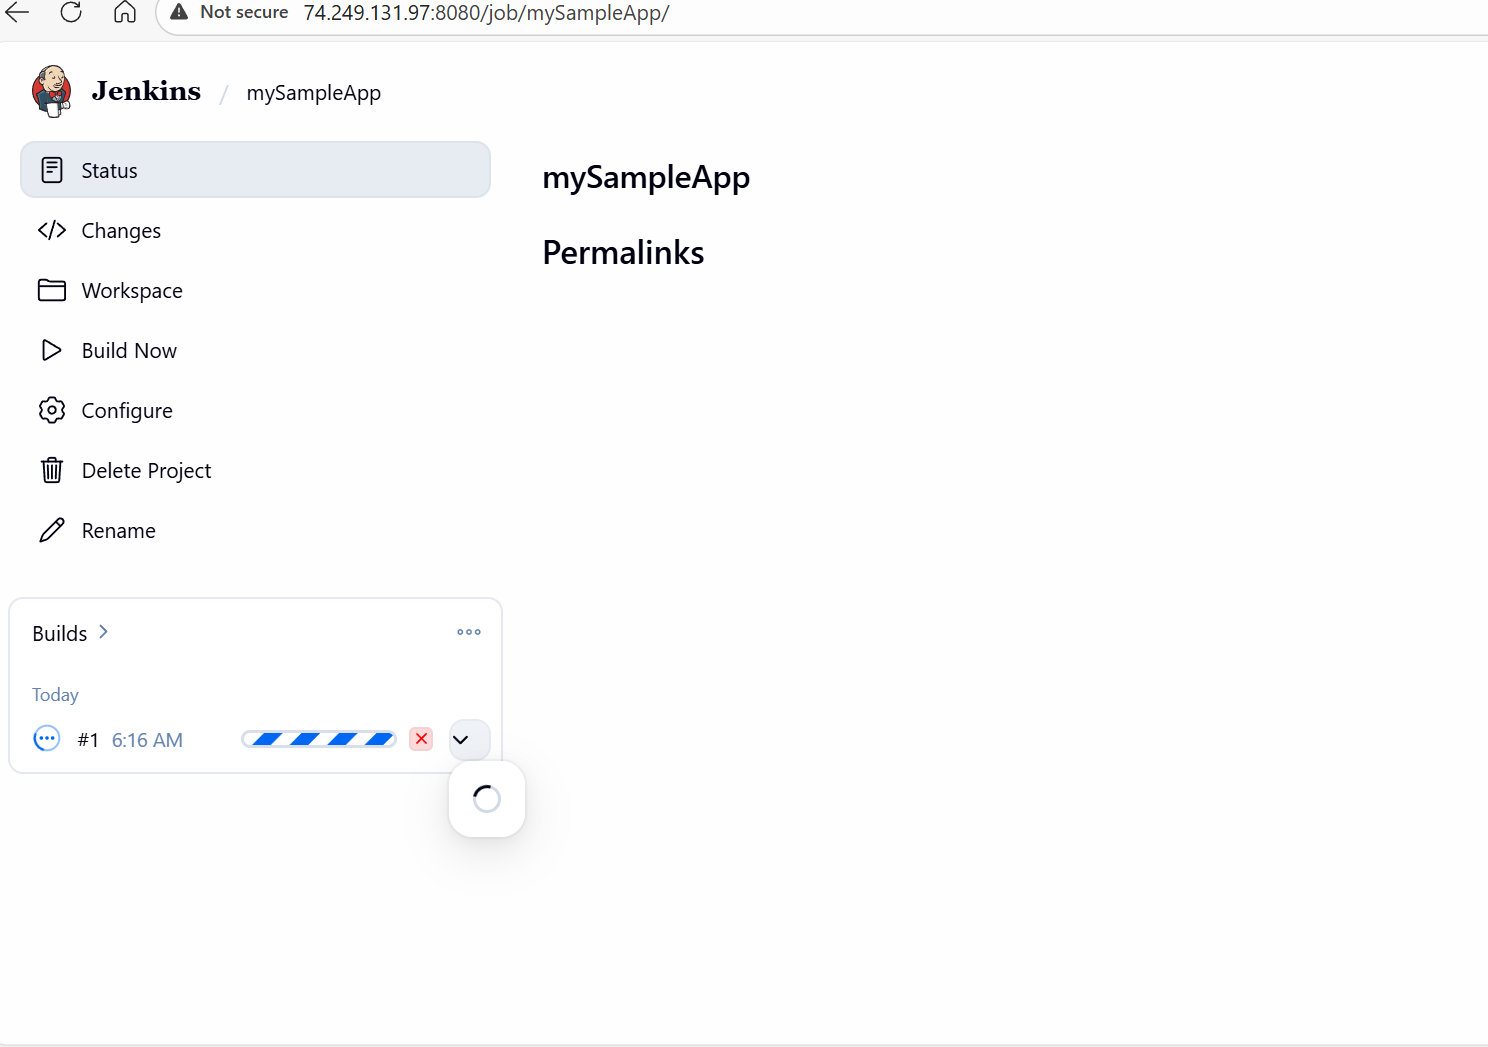 Not secure 74.249.131.97:8080/job/mySampleApp/
Jenkins / mySampleApp
Status
Changes
Workspace
Build Now
Configure
Delete Project
Rename
mySampleApp
Permalinks
Builds
Today
#1 6:16 AM